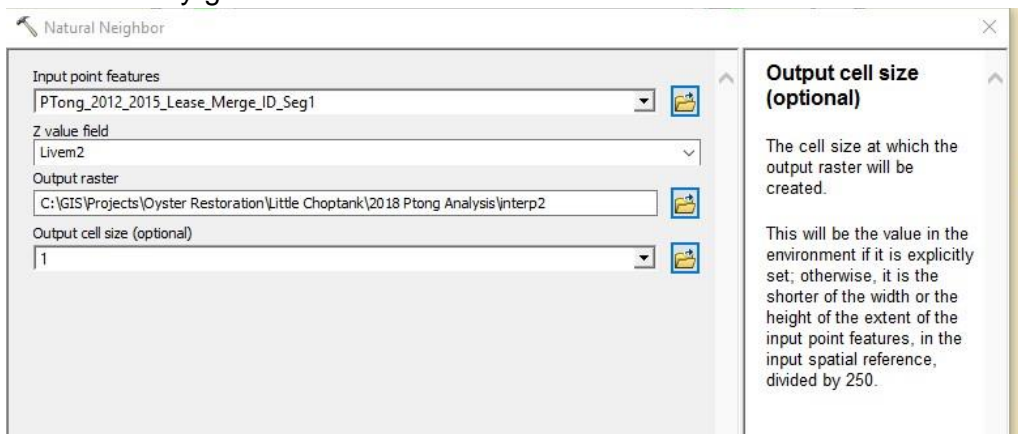 Natural Neighbor
Input point features
PTong_2012_2015_Lease_Merge_ID_Seg1
Z value field
Livem2
Output raster
C:\GIS\Projects\Oyster Restoration\Little Choptank\2018 Ptong Analysis\interp2
Output cell size (optional)
1
Output cell size
(optional)
The cell size at which the
output raster will be
created.
This will be the value in the
environment if it is explicitly
set; otherwise, it is the
shorter of the width or the
height of the extent of the
input point features, in the
input spatial reference,
divided by 250.